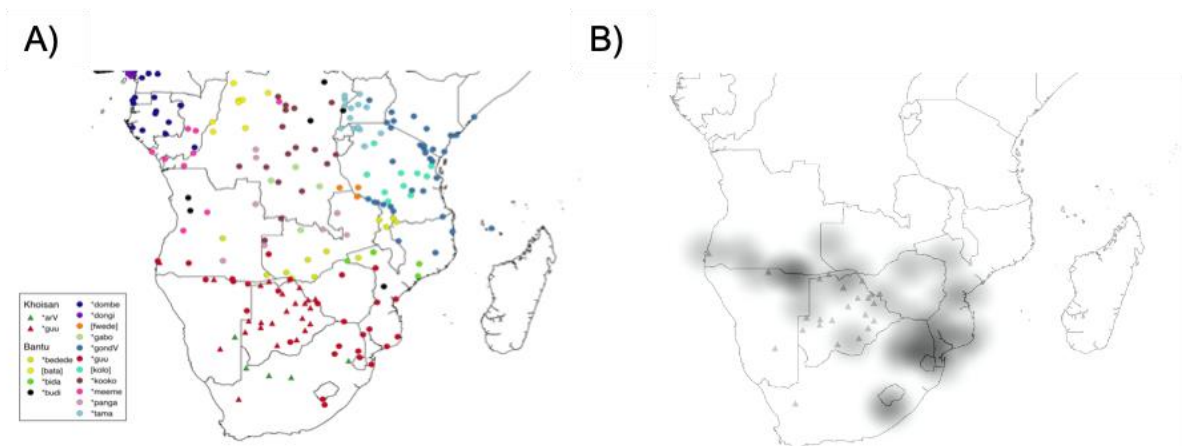 A)
B)
Khoisan
*arV
*guu
Bantu
*bedede
[bata]
*bida
*budi
*dombe
*dongi
[fwede]
*gabo
*gondV
*guu
[kolo]
*kooko
*meeme
*panga
*tama